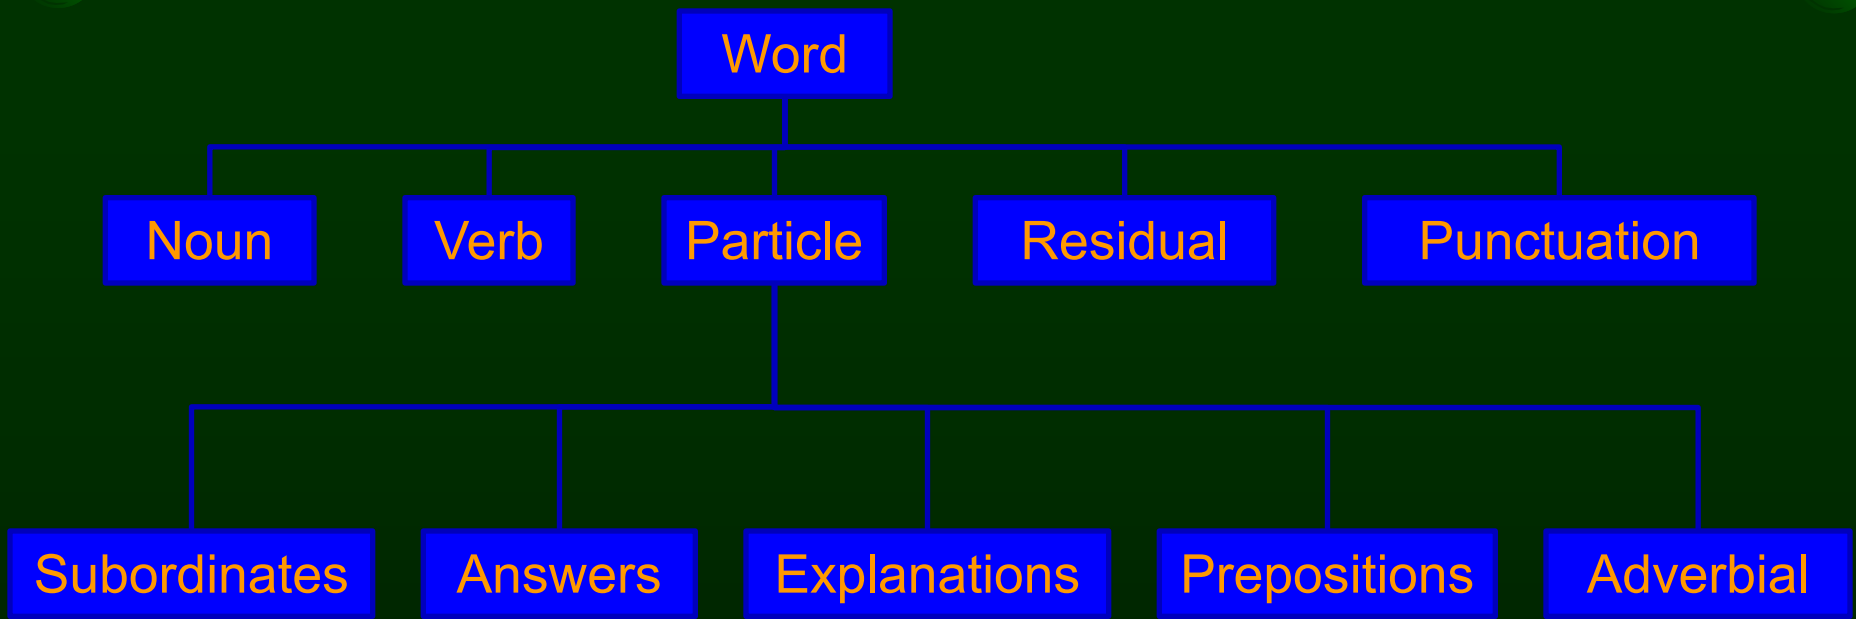 Word
Noun Verb Particle Residual Punctuation
Subordinates Answers Explanations Prepositions Adverbial